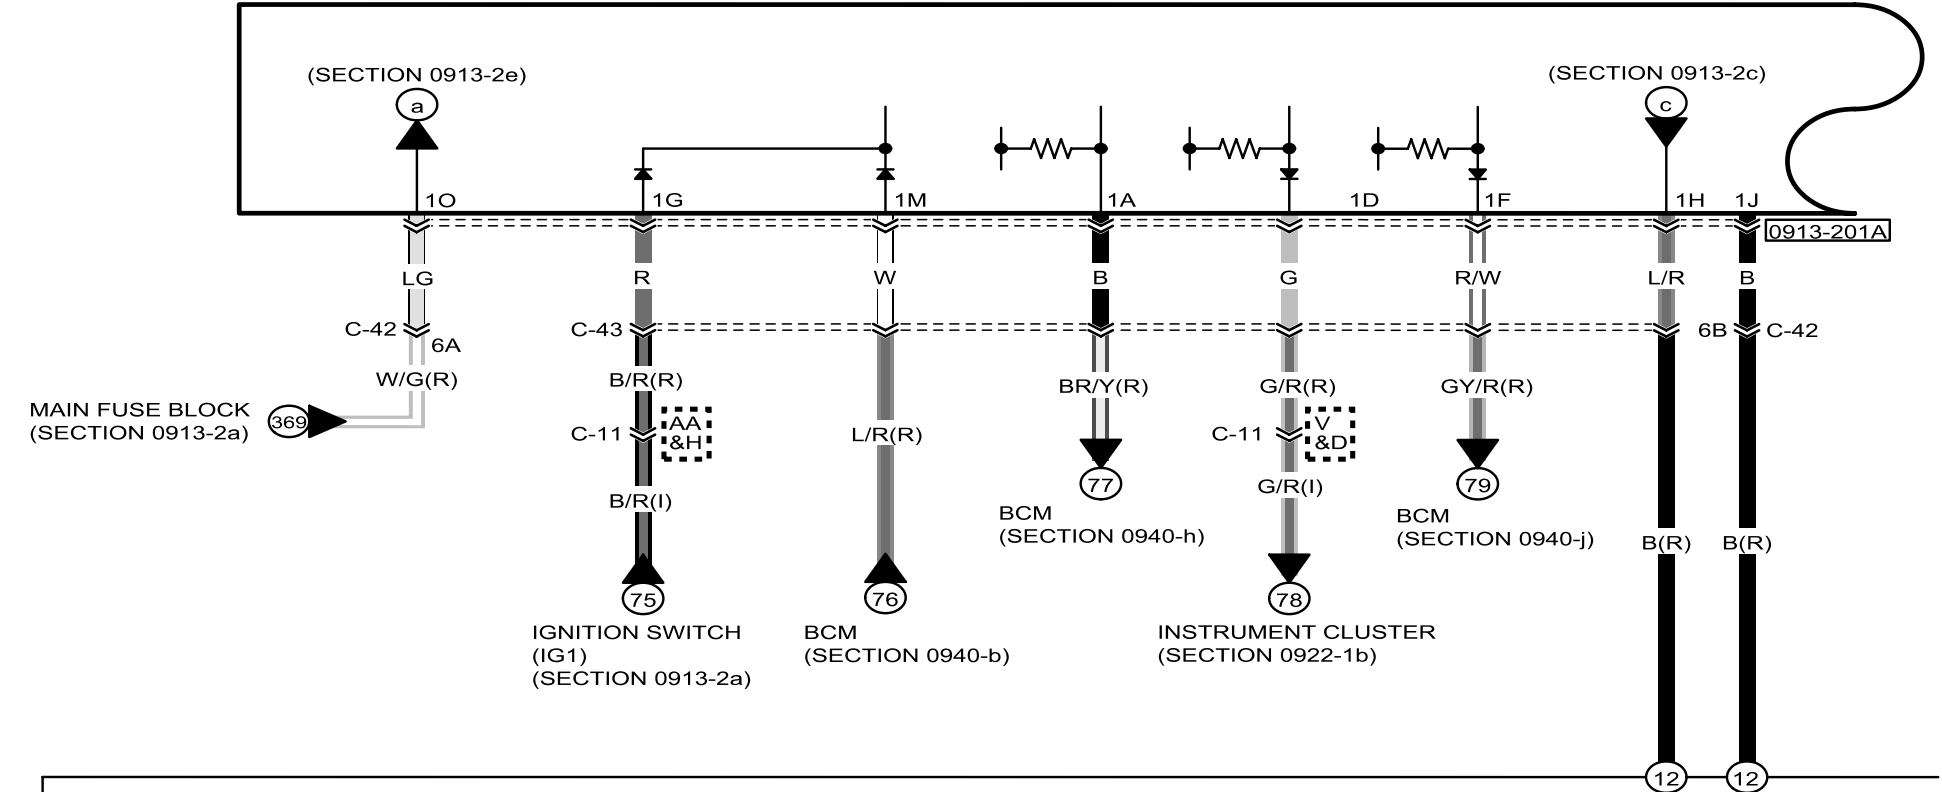 (SECTION 0913-2e)
(SECTION 0913-2c)
a
c
1O
1G
1M
1A
1D
1F
1H
1J
0913-201A
LG
R
W
B
G
R/W
L/R
B
C-42
6A
C-43
6B
C-42
W/G(R)
B/R(R)
BR/Y(R)
G/R(R)
GY/R(R)
MAIN FUSE BLOCK
(SECTION 0913-2a)
369
C-11
AA
&H
L/R(R)
C-11
V
&D
77
79
B/R(I)
G/R(I)
BCM
(SECTION 0940-h)
BCM
(SECTION 0940-j)
B(R)
B(R)
75
76
78
IGNITION SWITCH
(IG1)
(SECTION 0913-2a)
BCM
(SECTION 0940-b)
INSTRUMENT CLUSTER
(SECTION 0922-1b)
12
12